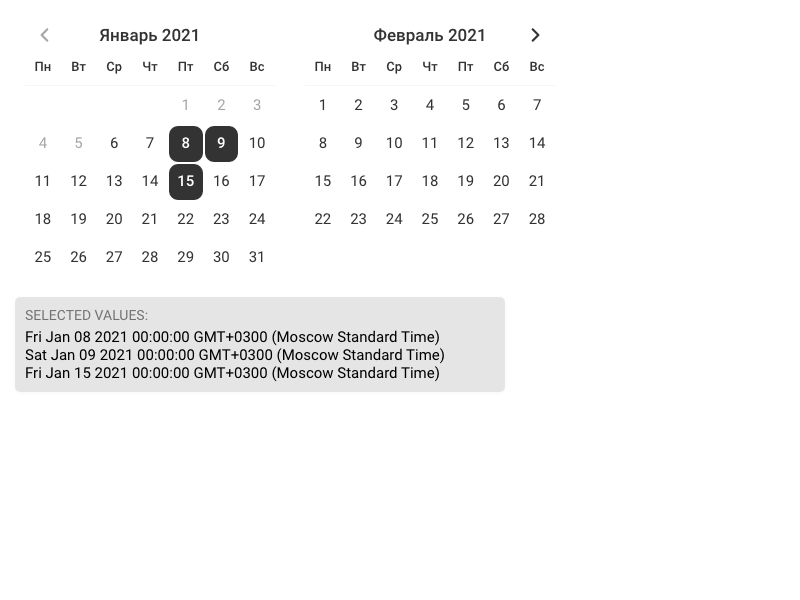 Январь 2021 Февраль 2021
Пн Вт Ср Чт Пт Сб Вс Пн Вт Ср Чт Пт Сб Вс
1 2 3 1 2 3 4 5 6 7
4 5 6 7 8 9 10 8 9 10 11 12 13 14
11 12 13 14 15 16 17 15 16 17 18 19 20 21
18 19 20 21 22 23 24 22 23 24 25 26 27 28
25 26 27 28 29 30 31
SELECTED VALUES:
Fri Jan 08 2021 00:00:00 GMT+0300 (Moscow Standard Time)
Sat Jan 09 2021 00:00:00 GMT+0300 (Moscow Standard Time)
Fri Jan 15 2021 00:00:00 GMT+0300 (Moscow Standard Time)